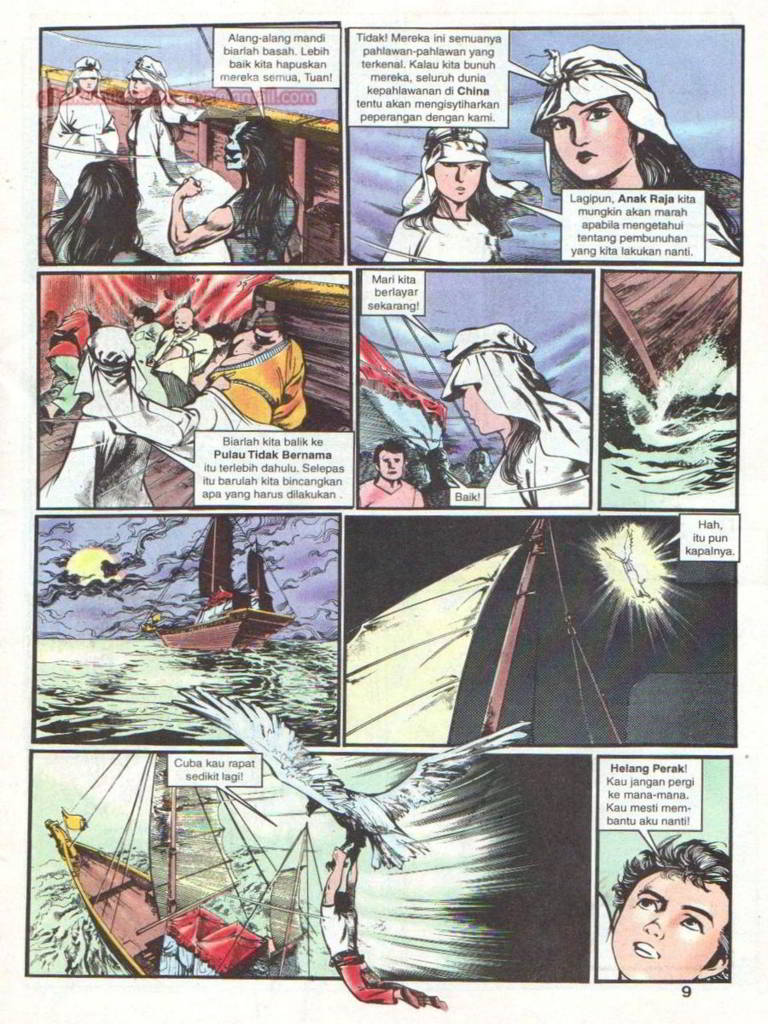 Alang-alang mandi
biarlah basah. Lebih
baik kita hapuskan
mereka semua, Tuan!
Tidak! Mereka ini semuanya
pahlawan-pahlawan yang
terkenal. Kalau kita bunuh
mereka, seluruh dunia
kepahlawanan di China
tentu akan mengisytiharkan
peperangan dengan kami.
Lagipun, Anak Raja kita
mungkin akan marah
apabila mengetahui
tentang pembunuhan
yang kita lakukan nanti.
Biarlah kita balik ke
Pulau Tidak Bernama
itu terlebih dahulu. Selepas
itu barulah kita bincangkan
apa yang harus dilakukan .
Mari kita
berlayar
sekarang!
Baik!
Hah,
itu pun
kapalnya.
Cuba kau rapat
sedikit lagi!
Helang Perak!
Kau jangan pergi
ke mana-mana.
Kau mesti mem-
bantu aku nanti!
9